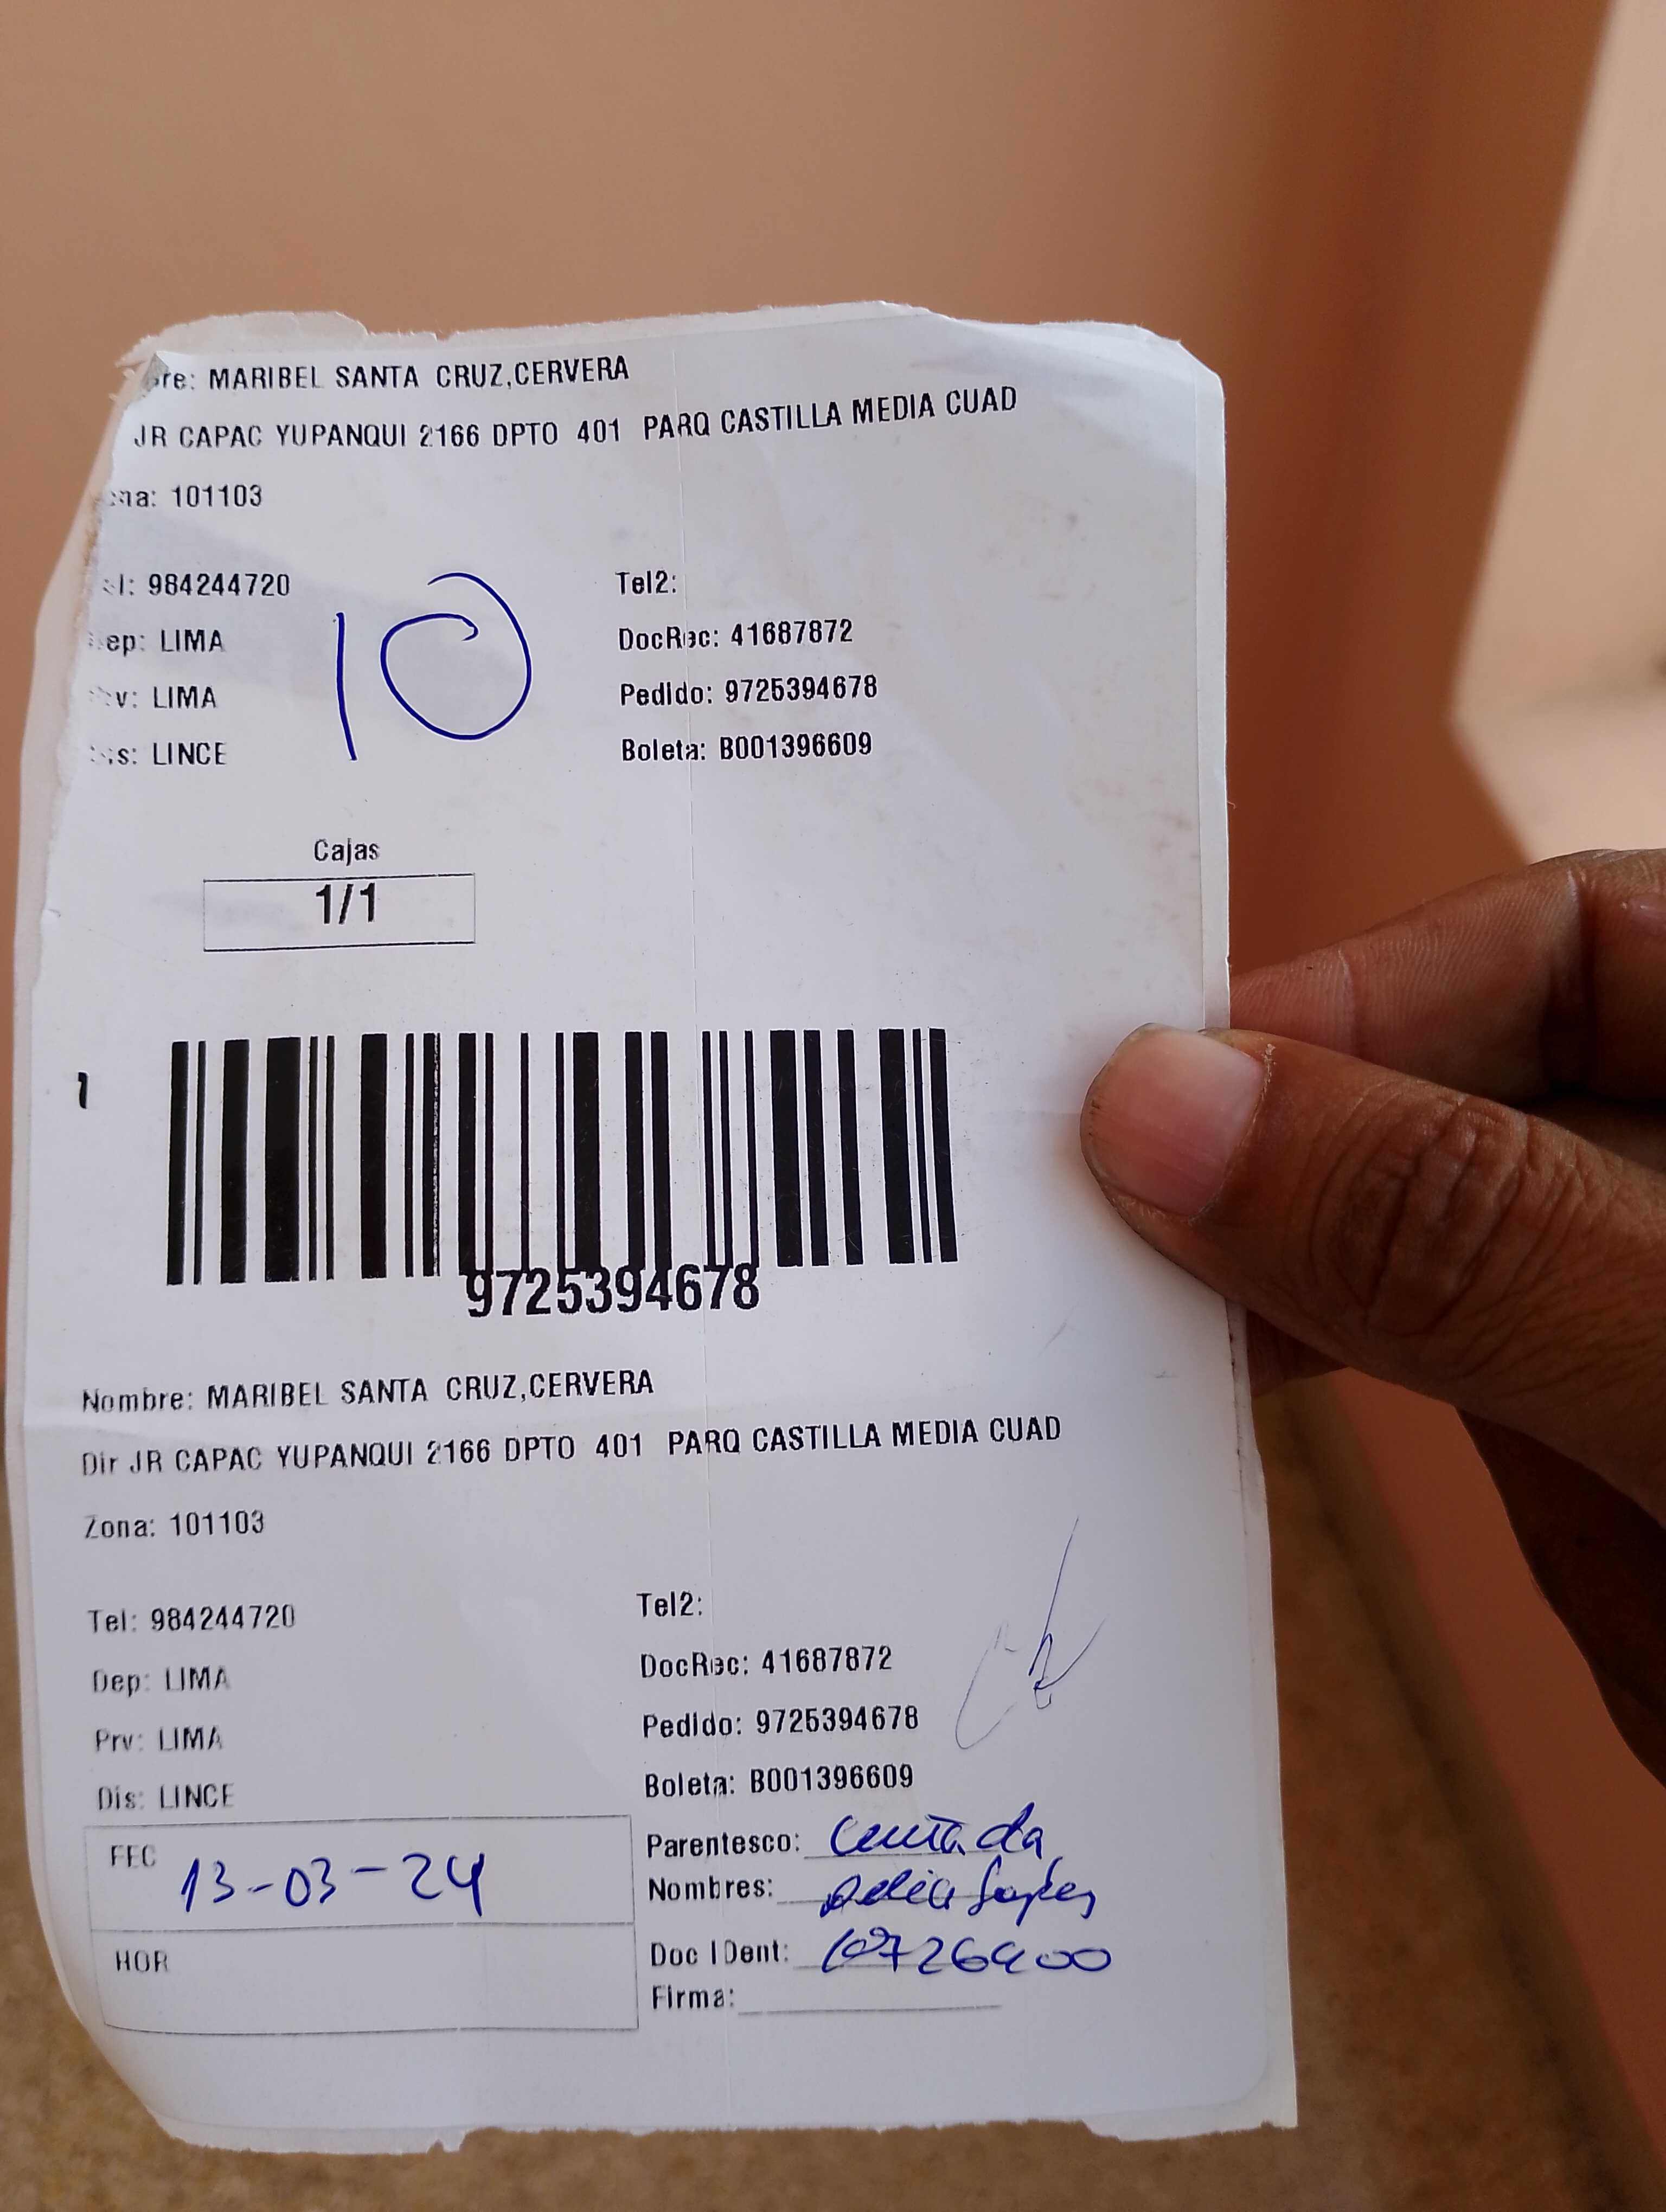 bre: MARIBEL SANTA CRUZ,CERVERA
JR CAPAC YUPANQUI 2166 DPTO 401 PARQ CASTILLA MEDIA CUAD
na: 101103
el: 984244720 Tel2:
ep: LIMA DocRec: 41687872
v: LIMA Pedido: 9725394678
s: LINCE Boleta: B001396609
10
Cajas
1/1
1
9725394678
Nombre: MARIBEL SANTA CRUZ,CERVERA
Dir JR CAPAC YUPANQUI 2166 DPTO 401 PARQ CASTILLA MEDIA CUAD
Zona: 101103
Tel: 984244720 Tel2:
Dep: LIMA DocRec: 41687872
Prv: LIMA Pedido: 9725394678
Dis: LINCE Boleta: B001396609
FEC 13-03-24 Parentesco: cuñada
Nombres:
HOR Doc IDent:
Firma: